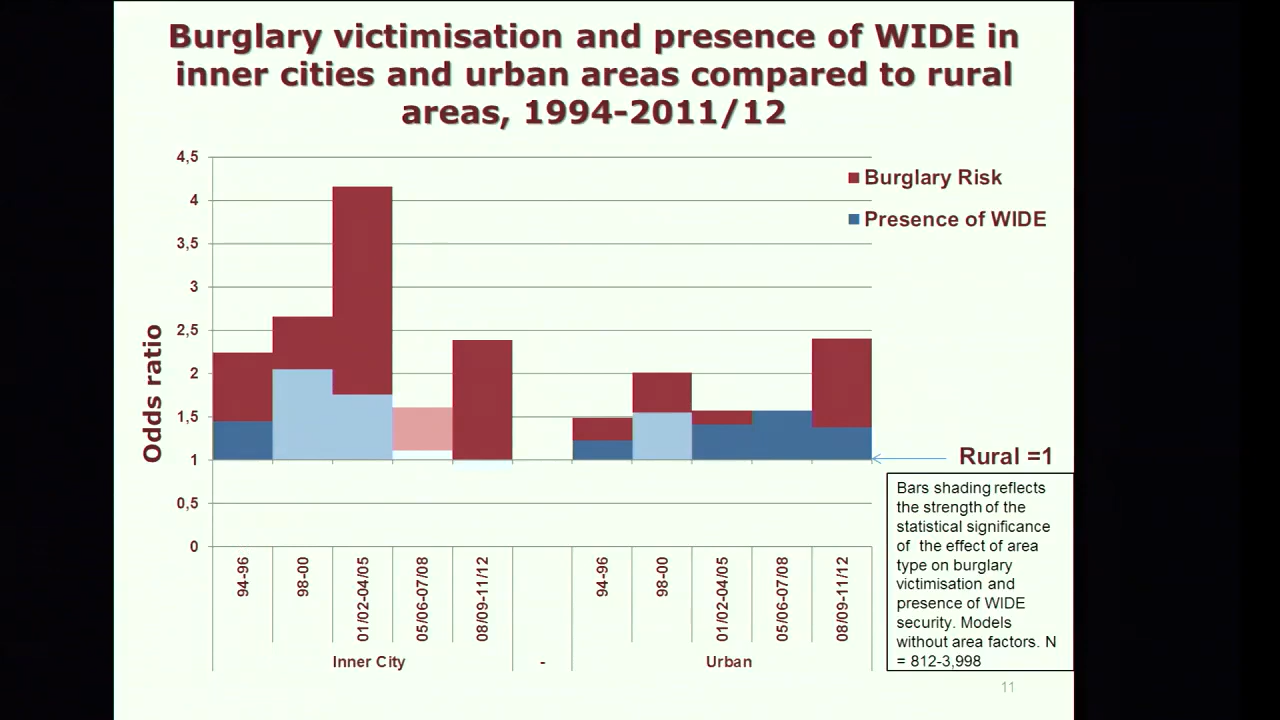 Burglary victimisation and presence of WIDE in
inner cities and urban areas compared to rural
areas, 1994-2011/12
4,5
4
3,5
3
2,5
2
1,5
1
0,5
0
Odds ratio
Burglary Risk
Presence of WIDE
Rural =1
94-96
98-00
01/02-04/05
05/06-07/08
08/09-11/12
94-96
98-00
01/02-04/05
05/06-07/08
08/09-11/12
Inner City
-
Urban
Bars shading reflects
the strength of the
statistical significance
of the effect of area
type on burglary
victimisation and
presence of WIDE
security. Models
without area factors. N
= 812-3,998
11